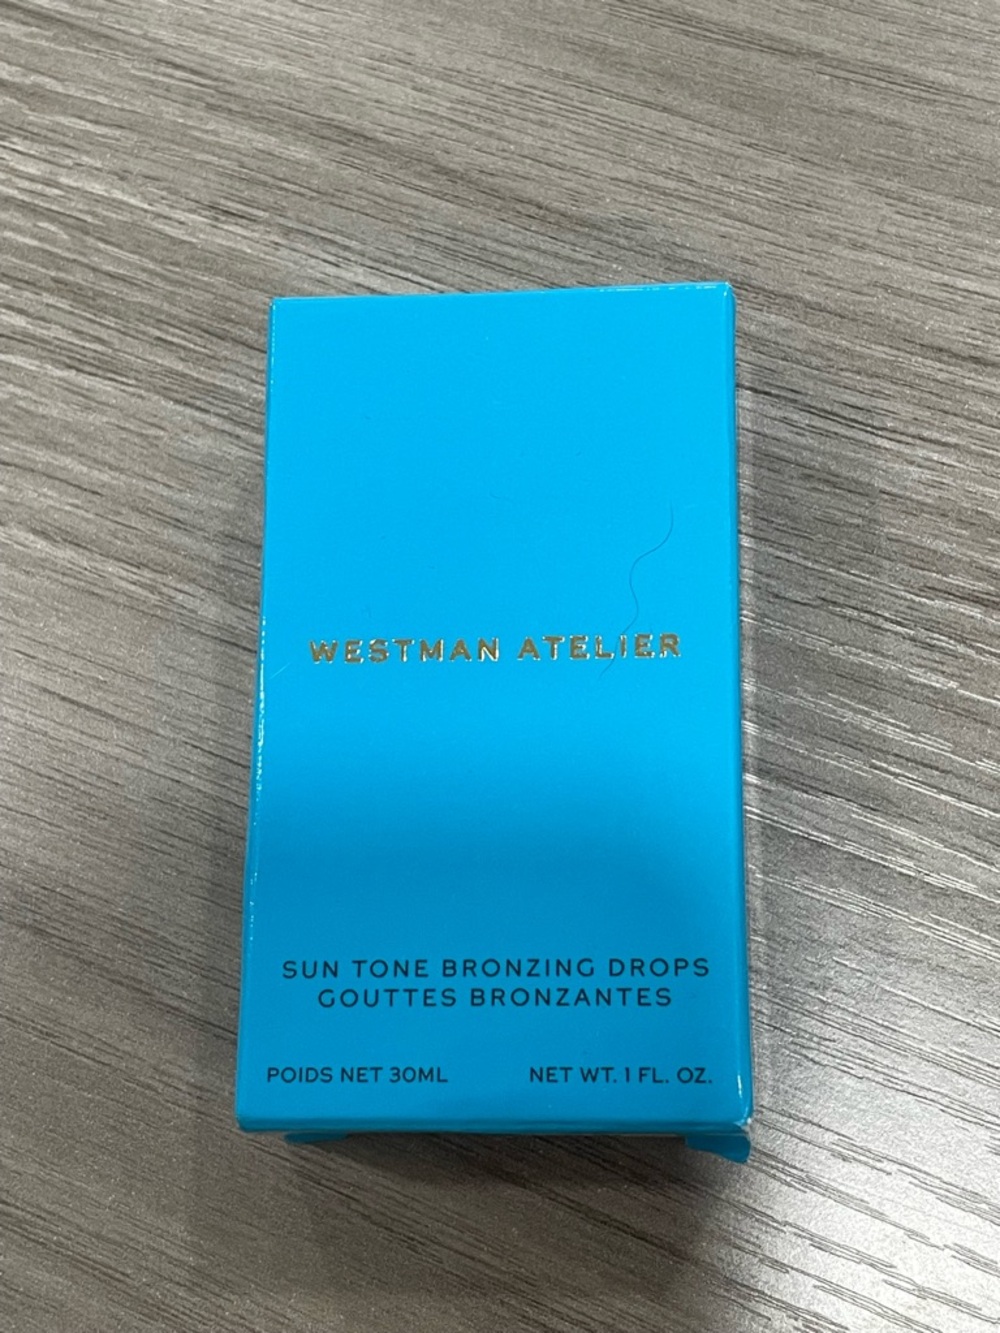 WESTMAN ATELIER
SUN TONE BRONZING DROPS
GOUTTES BRONZANTES
POIDS NET 30ML NET WT. 1 FL. OZ.